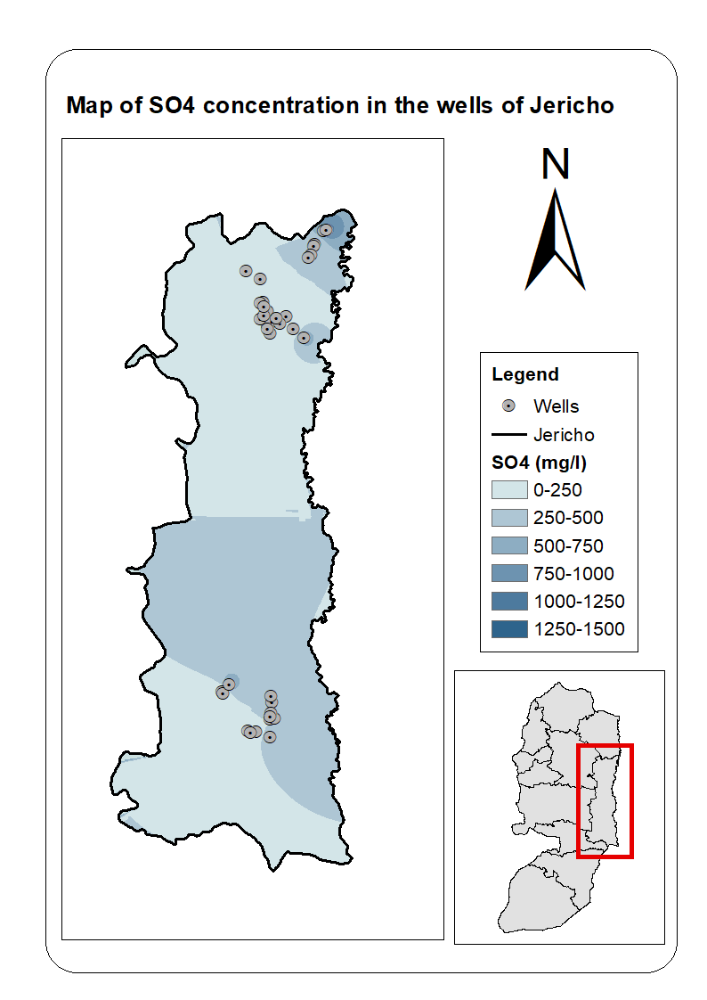 Map of SO4 concentration in the wells of Jericho
N
Legend
Wells
Jericho
SO4 (mg/l)
0-250
250-500
500-750
750-1000
1000-1250
1250-1500